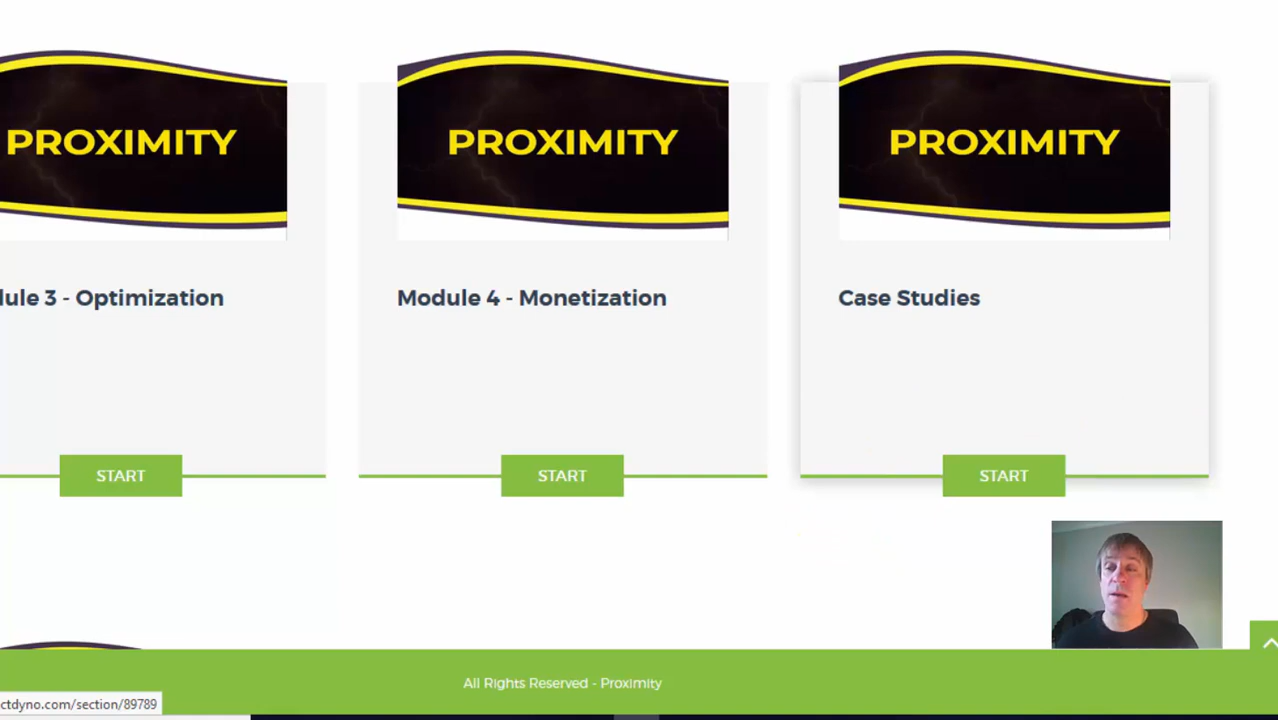 PROXIMITY
PROXIMITY
PROXIMITY
dule 3 - Optimization
Module 4 - Monetization
Case Studies
START
START
START
All Rights Reserved - Proximity
ctdyno.com/section/89789